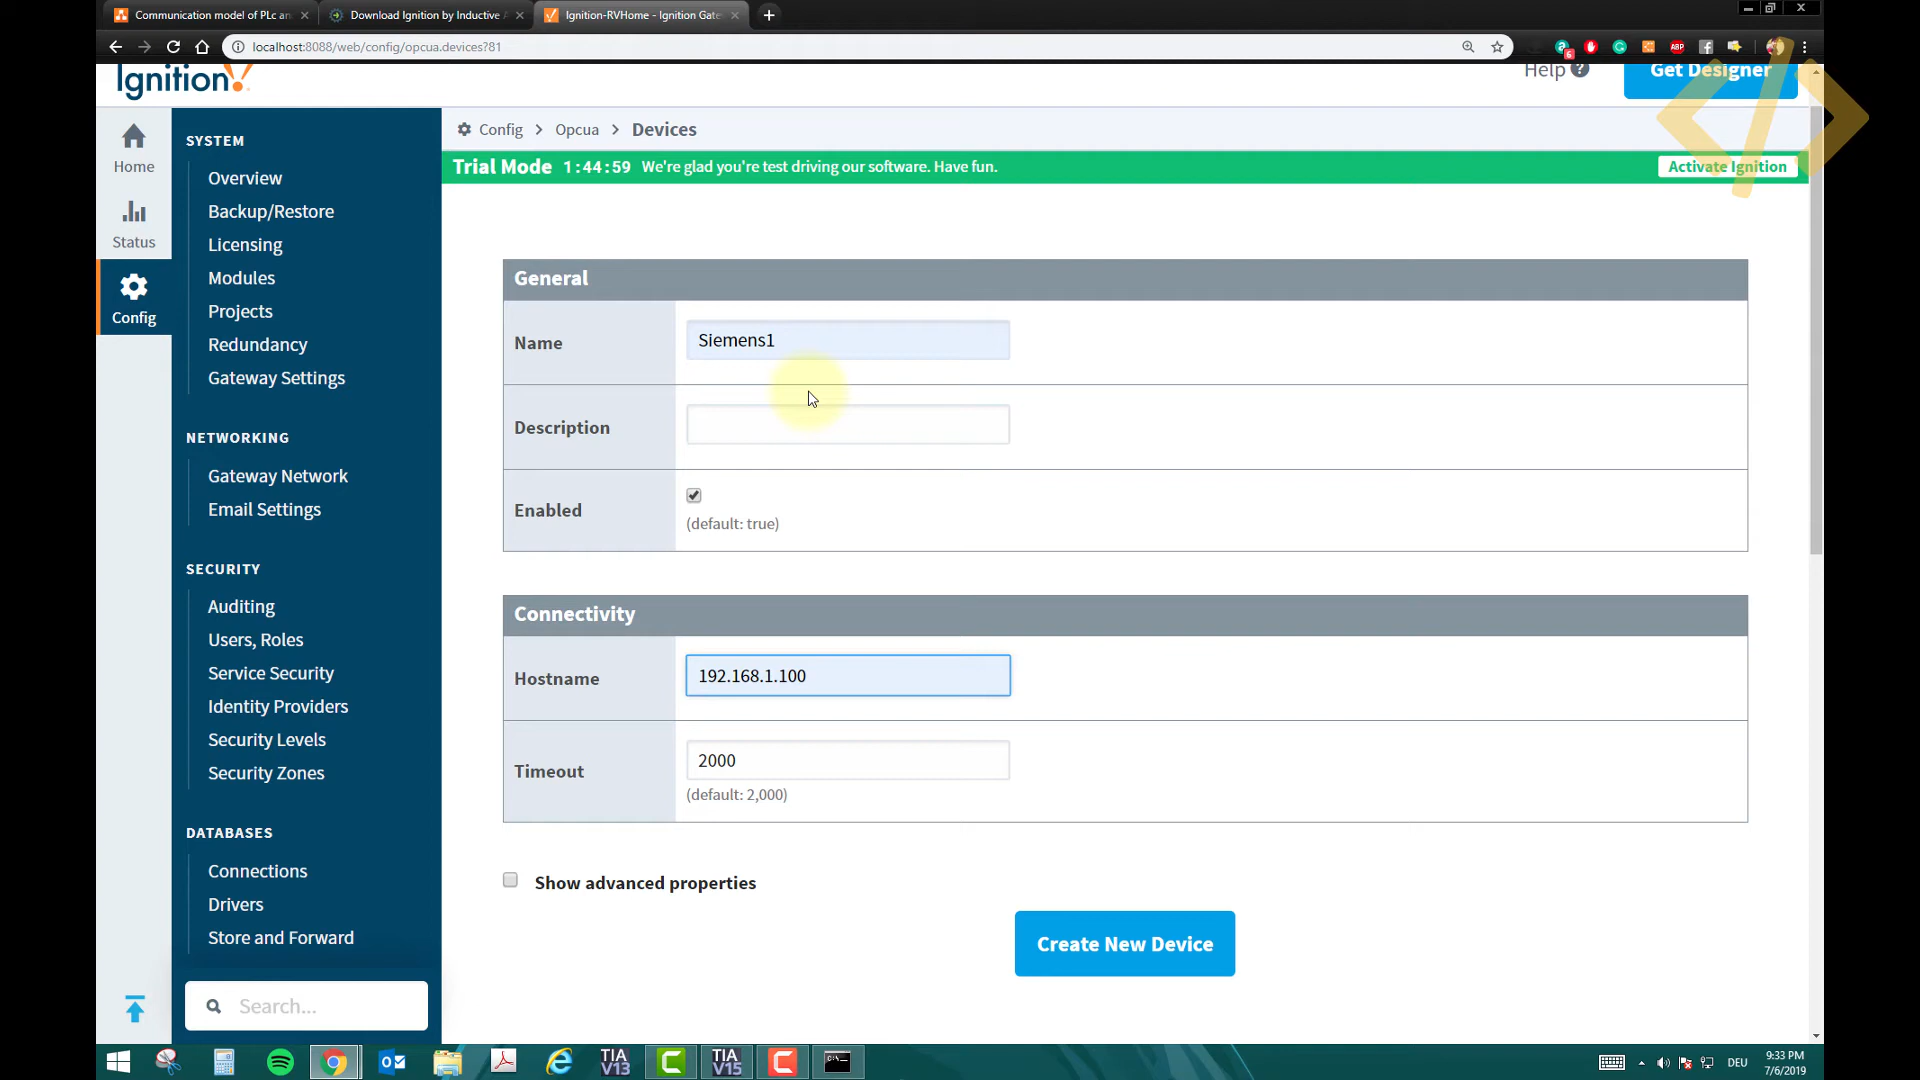 Communication model of PLc an
Download Ignition by Inductive A
Ignition-RVHome - Ignition Gate
localhost:8088/web/config/opcua.devices?81
6
ABP
Ignition!
Help ?
Get Designer
Config > Opcua > Devices
Trial Mode 1:44:59 We're glad you're test driving our software. Have fun.
Activate Ignition
Home
Status
Config
SYSTEM
Overview
Backup/Restore
Licensing
Modules
Projects
Redundancy
Gateway Settings
NETWORKING
Gateway Network
Email Settings
SECURITY
Auditing
Users, Roles
Service Security
Identity Providers
Security Levels
Security Zones
DATABASES
Connections
Drivers
Store and Forward
Search...
General
Name
Siemens1
Description
Enabled
(default: true)
Connectivity
Hostname
192.168.1.100
Timeout
2000
(default: 2,000)
Show advanced properties
Create New Device
TIA
V13
TIA
V15
DEU
9:33 PM
7/6/2019